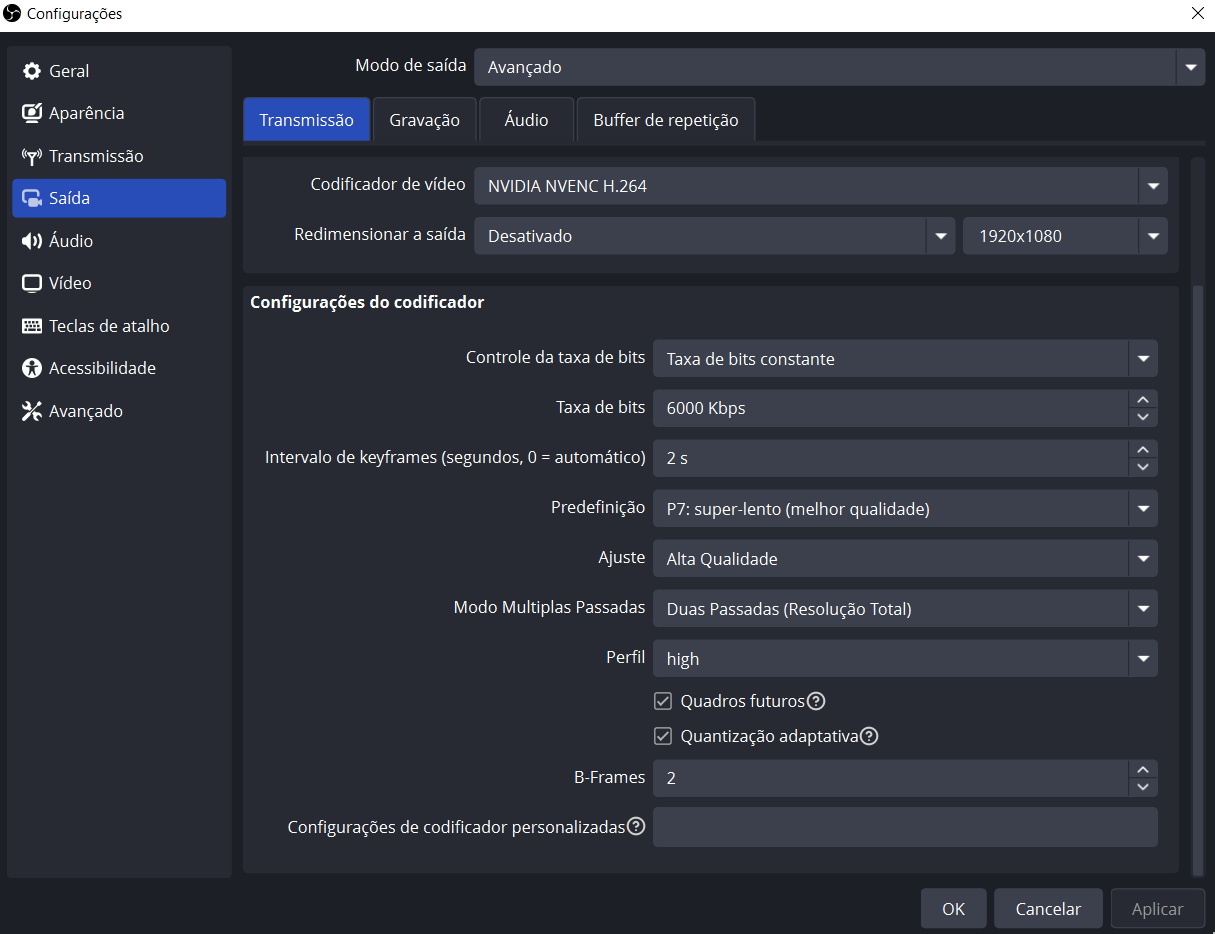 Configurações
Geral
Aparência
Transmissão
Saída
Áudio
Vídeo
Teclas de atalho
Acessibilidade
Avançado
Modo de saída Avançado
Transmissão Gravação Áudio Buffer de repetição
Codificador de vídeo NVIDIA NVENC H.264
Redimensionar a saída Desativado 1920x1080
Configurações do codificador
Controle da taxa de bits Taxa de bits constante
Taxa de bits 6000 Kbps
Intervalo de keyframes (segundos, 0 = automático) 2 s
Predefinição P7: super-lento (melhor qualidade)
Ajuste Alta Qualidade
Modo Multiplas Passadas Duas Passadas (Resolução Total)
Perfil high
Quadros futuros ?
Quantização adaptativa ?
B-Frames 2
Configurações de codificador personalizadas ?
OK Cancelar Aplicar